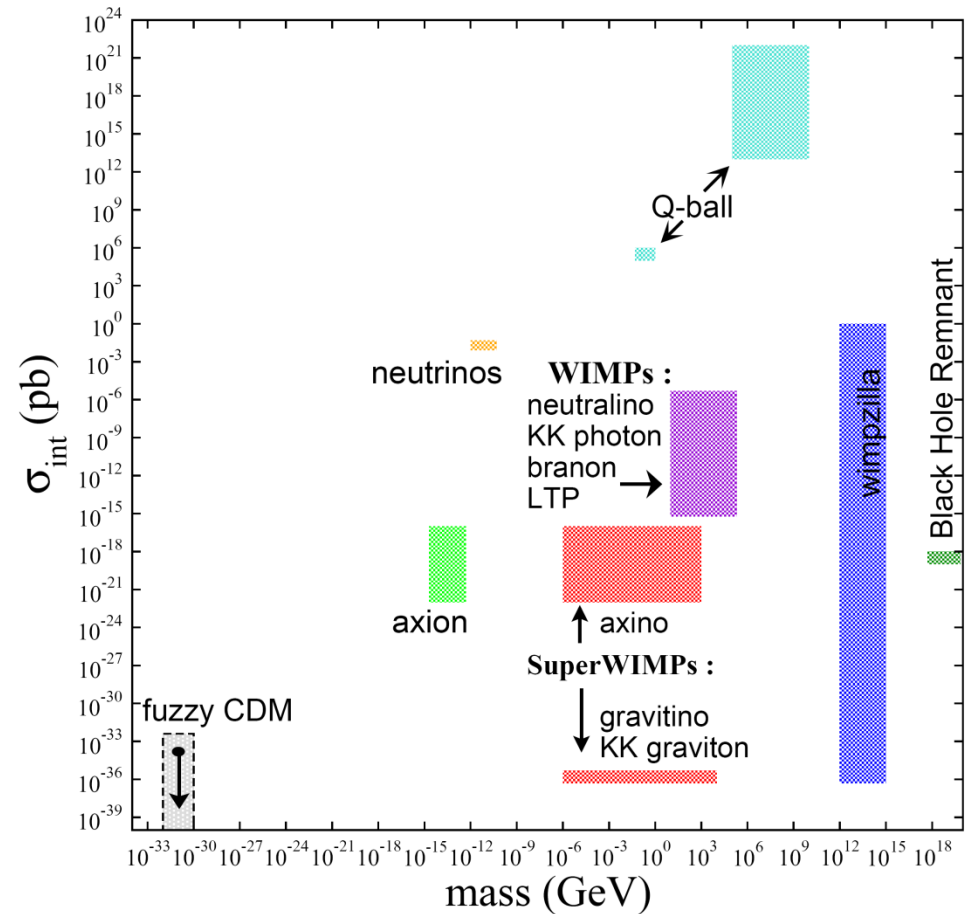 10^24
10^21
10^18
10^15
10^12
10^9
10^6
10^3
10^0
10^-3
10^-6
10^-9
10^-12
10^-15
10^-18
10^-21
10^-24
10^-27
10^-30
10^-33
10^-36
10^-39
σ_int (pb)
Q-ball
neutrinos
WIMPs :
neutralino
KK photon
branon
LTP
wimpzilla
Black Hole Remnant
axion
axino
SuperWIMPs :
gravitino
KK graviton
fuzzy CDM
10^-33 10^-30 10^-27 10^-24 10^-21 10^-18 10^-15 10^-12 10^-9 10^-6 10^-3 10^0 10^3 10^6 10^9 10^12 10^15 10^18
mass (GeV)